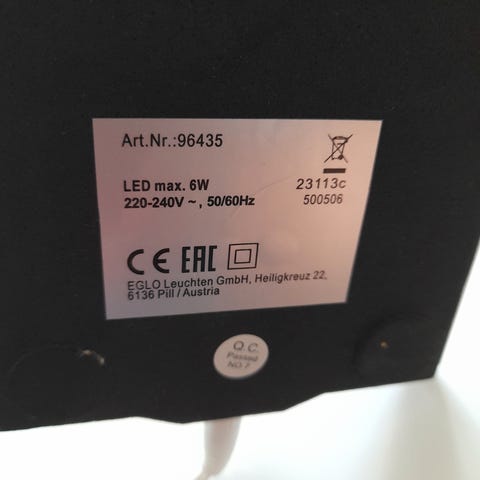 Art.Nr.:96435
LED max. 6W
220-240V ~, 50/60Hz
23113c
500506
CE EAC
EGLO Leuchten GmbH, Heiligkreuz 22,
6136 Pill / Austria
Q.C.
Passed
NO 7